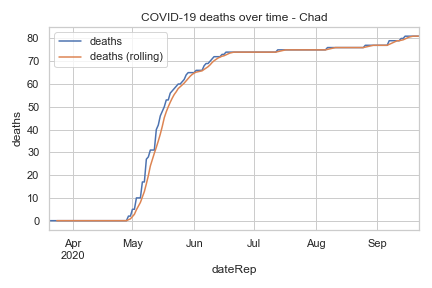 COVID-19 deaths over time - Chad
deaths
deaths (rolling)
80
70
60
50
40
30
20
10
0
deaths
Apr
2020
May
Jun
Jul
Aug
Sep
dateRep